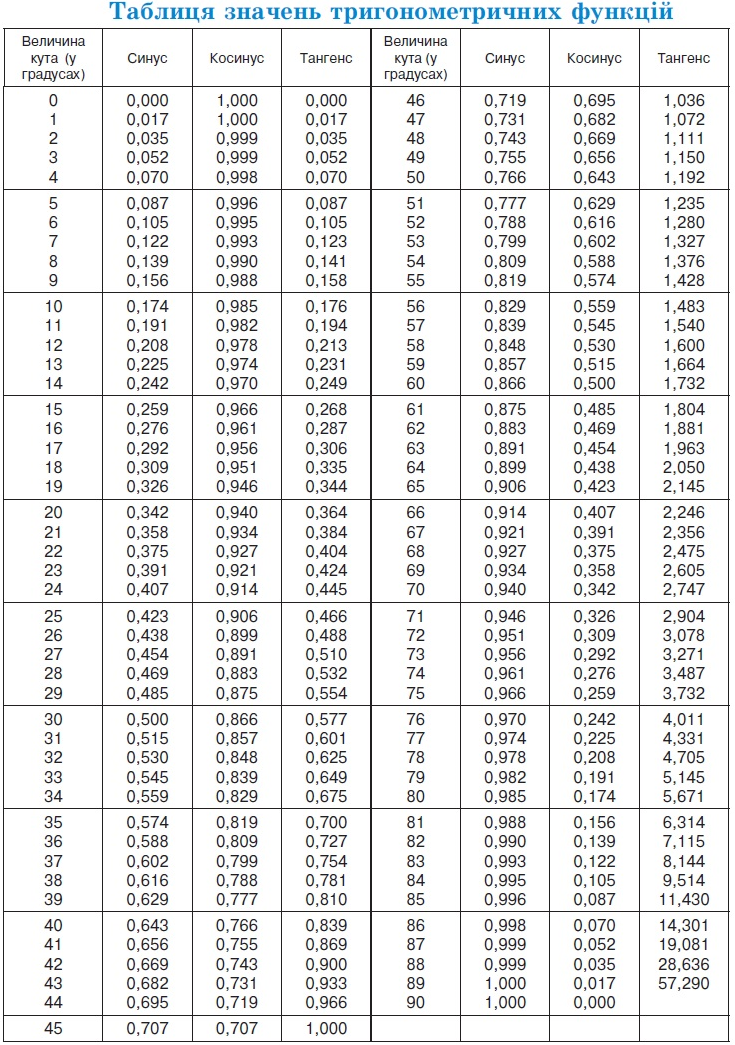 Таблиця значень тригонометричних функцій
Величина кута (у градусах) Синус Косинус Тангенс Величина кута (у градусах) Синус Косинус Тангенс
0 0,000 1,000 0,000 46 0,719 0,695 1,036
1 0,017 1,000 0,017 47 0,731 0,682 1,072
2 0,035 0,999 0,035 48 0,743 0,669 1,111
3 0,052 0,999 0,052 49 0,755 0,656 1,150
4 0,070 0,998 0,070 50 0,766 0,643 1,192
5 0,087 0,996 0,087 51 0,777 0,629 1,235
6 0,105 0,995 0,105 52 0,788 0,616 1,280
7 0,122 0,993 0,123 53 0,799 0,602 1,327
8 0,139 0,990 0,141 54 0,809 0,588 1,376
9 0,156 0,988 0,158 55 0,819 0,574 1,428
10 0,174 0,985 0,176 56 0,829 0,559 1,483
11 0,191 0,982 0,194 57 0,839 0,545 1,540
12 0,208 0,978 0,213 58 0,848 0,530 1,600
13 0,225 0,974 0,231 59 0,857 0,515 1,664
14 0,242 0,970 0,249 60 0,866 0,500 1,732
15 0,259 0,966 0,268 61 0,875 0,485 1,804
16 0,276 0,961 0,287 62 0,883 0,469 1,881
17 0,292 0,956 0,306 63 0,891 0,454 1,963
18 0,309 0,951 0,335 64 0,899 0,438 2,050
19 0,326 0,946 0,344 65 0,906 0,423 2,145
20 0,342 0,940 0,364 66 0,914 0,407 2,246
21 0,358 0,934 0,384 67 0,921 0,391 2,356
22 0,375 0,927 0,404 68 0,927 0,375 2,475
23 0,391 0,921 0,424 69 0,934 0,358 2,605
24 0,407 0,914 0,445 70 0,940 0,342 2,747
25 0,423 0,906 0,466 71 0,946 0,326 2,904
26 0,438 0,899 0,488 72 0,951 0,309 3,078
27 0,454 0,891 0,510 73 0,956 0,292 3,271
28 0,469 0,883 0,532 74 0,961 0,276 3,487
29 0,485 0,875 0,554 75 0,966 0,259 3,732
30 0,500 0,866 0,577 76 0,970 0,242 4,011
31 0,515 0,857 0,601 77 0,974 0,225 4,331
32 0,530 0,848 0,625 78 0,978 0,208 4,705
33 0,545 0,839 0,649 79 0,982 0,191 5,145
34 0,559 0,829 0,675 80 0,985 0,174 5,671
35 0,574 0,819 0,700 81 0,988 0,156 6,314
36 0,588 0,809 0,727 82 0,990 0,139 7,115
37 0,602 0,799 0,754 83 0,993 0,122 8,144
38 0,616 0,788 0,781 84 0,995 0,105 9,514
39 0,629 0,777 0,810 85 0,996 0,087 11,430
40 0,643 0,766 0,839 86 0,998 0,070 14,301
41 0,656 0,755 0,869 87 0,999 0,052 19,081
42 0,669 0,743 0,900 88 0,999 0,035 28,636
43 0,682 0,731 0,933 89 1,000 0,017 57,290
44 0,695 0,719 0,966 90 1,000 0,000
45 0,707 0,707 1,000